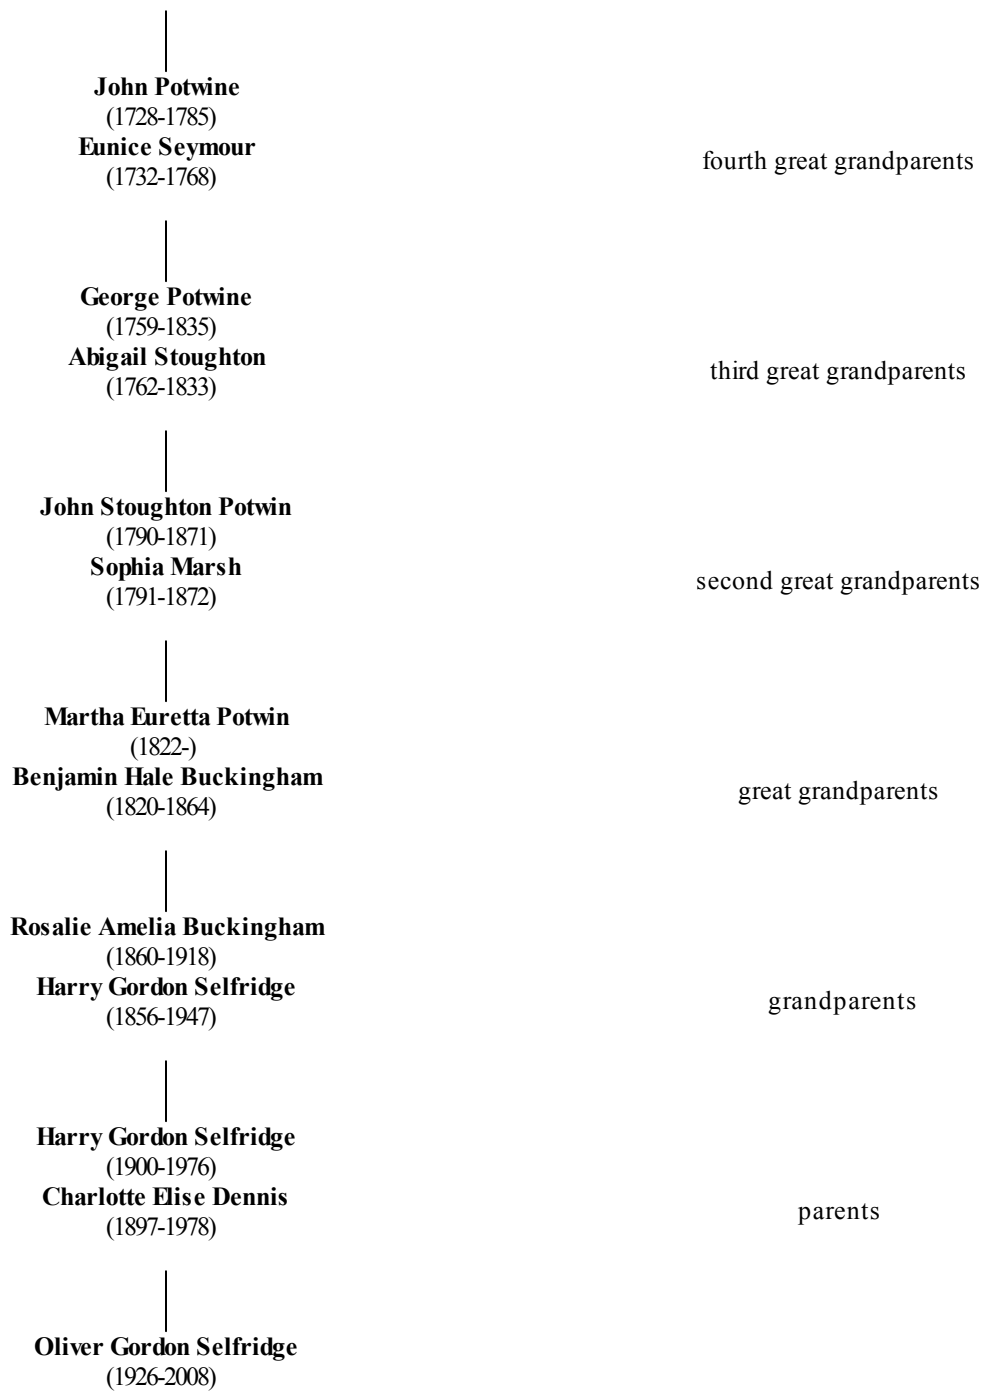 John Potwine
(1728-1785)
Eunice Seymour
(1732-1768)
fourth great grandparents
George Potwine
(1759-1835)
Abigail Stoughton
(1762-1833)
third great grandparents
John Stoughton Potwin
(1790-1871)
Sophia Marsh
(1791-1872)
second great grandparents
Martha Euretta Potwin
(1822-)
Benjamin Hale Buckingham
(1820-1864)
great grandparents
Rosalie Amelia Buckingham
(1860-1918)
Harry Gordon Selfridge
(1856-1947)
grandparents
Harry Gordon Selfridge
(1900-1976)
Charlotte Elise Dennis
(1897-1978)
parents
Oliver Gordon Selfridge
(1926-2008)